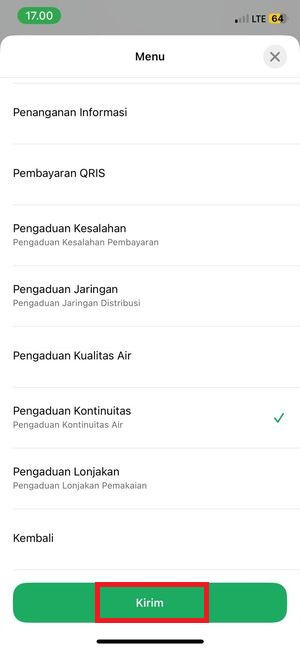 17.00
LTE 64
Menu
Penanganan Informasi
Pembayaran QRIS
Pengaduan Kesalahan
Pengaduan Kesalahan Pembayaran
Pengaduan Jaringan
Pengaduan Jaringan Distribusi
Pengaduan Kualitas Air
Pengaduan Kontinuitas
Pengaduan Kontinuitas Air
Pengaduan Lonjakan
Pengaduan Lonjakan Pemakaian
Kembali
Kirim